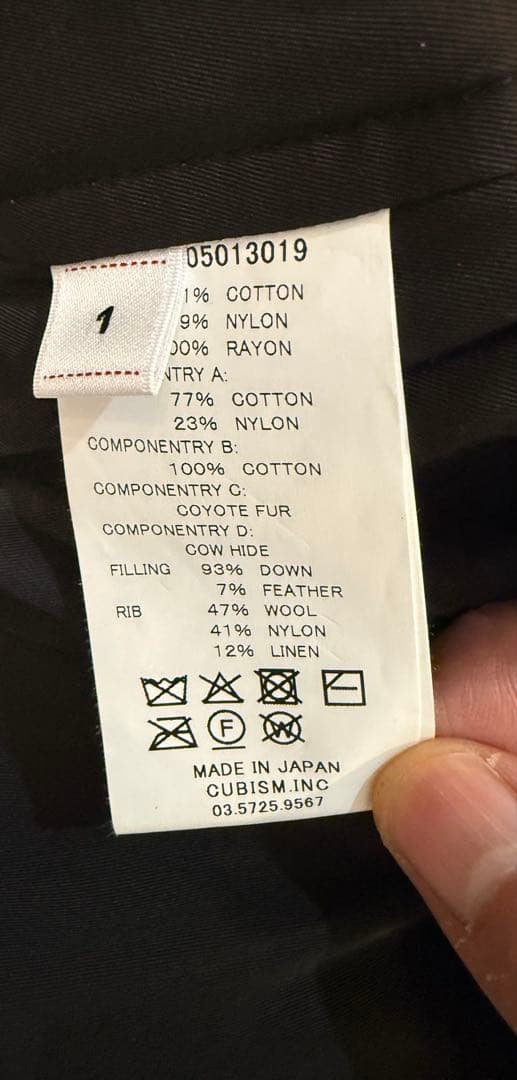 1
05013019
1% COTTON
9% NYLON
00% RAYON
NTRY A:
77% COTTON
23% NYLON
COMPONENTRY B:
100% COTTON
COMPONENTRY C:
COYOTE FUR
COMPONENTRY D:
COW HIDE
FILLING 93% DOWN
7% FEATHER
RIB 47% WOOL
41% NYLON
12% LINEN
F W
MADE IN JAPAN
CUBISM.INC
03.5725.9567